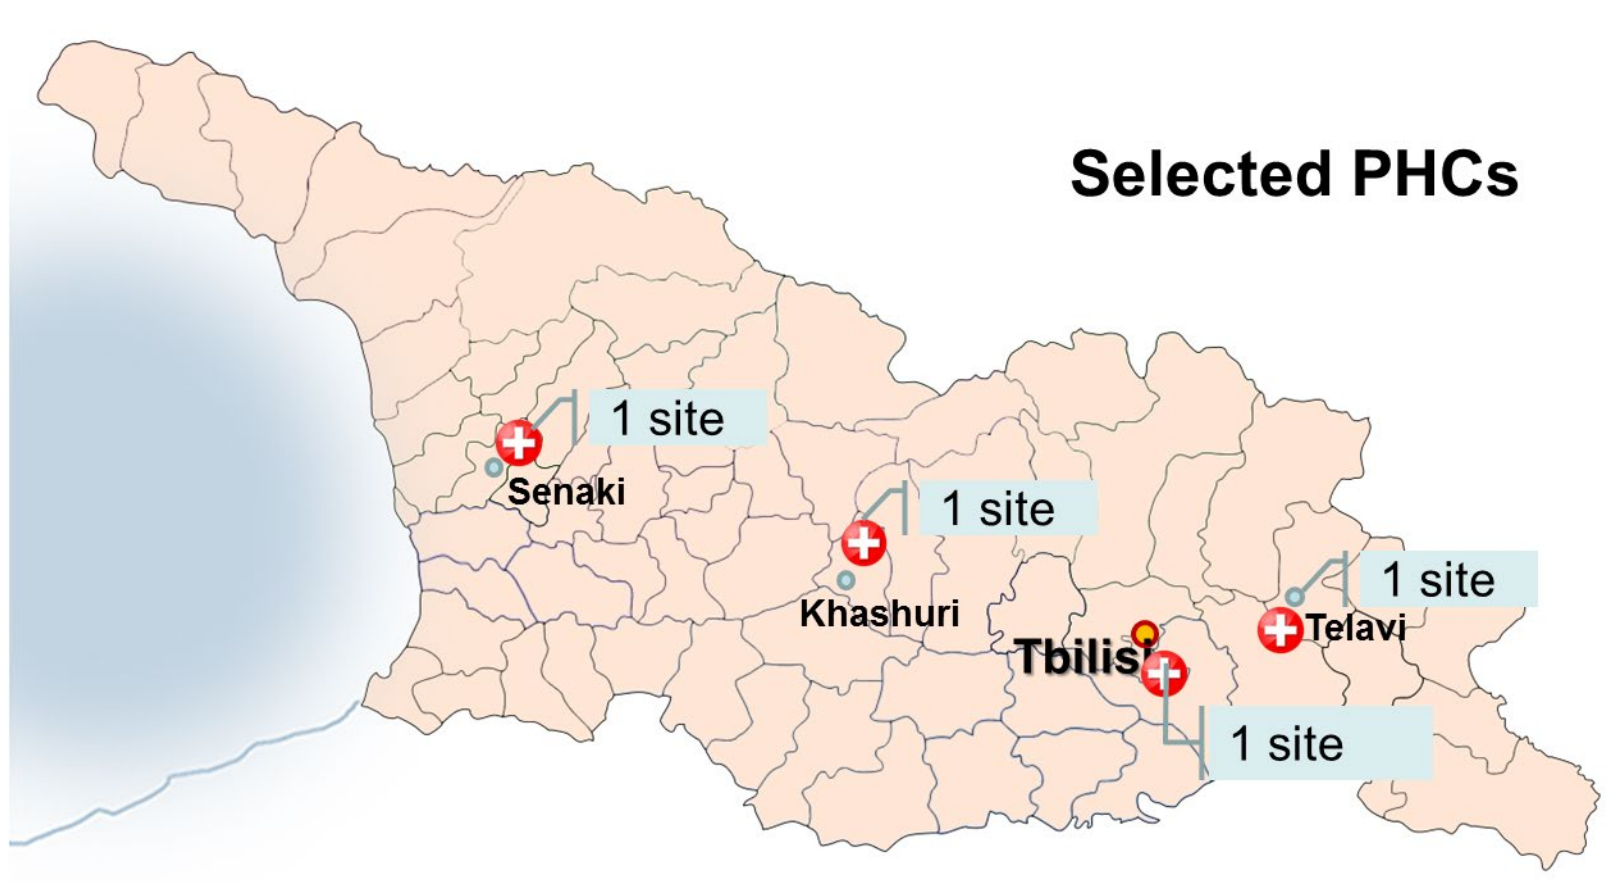 Selected PHCs
1 site
Senaki
1 site
Khashuri
1 site
Telavi
Tbilisi
1 site